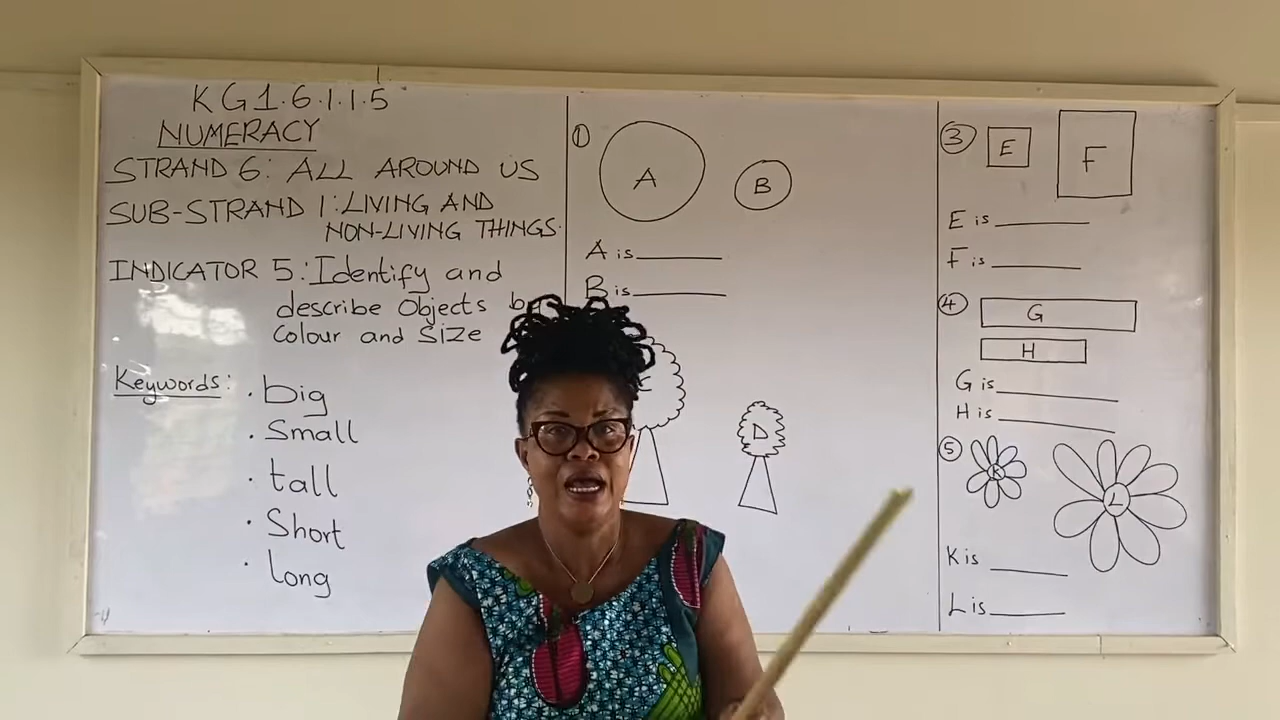 KG1.6.1.1.5
NUMERACY
STRAND 6: ALL AROUND US
SUB-STRAND 1: LIVING AND
NON-LIVING THINGS.
INDICATOR 5: Identify and
describe Objects by
Colour and Size
Keywords: . big
. Small
. tall
. Short
. long
1
A
B
A is
B is
D
3
E
F
E is
F is
4
G
H
G is
H is
5
K
L
K is
L is